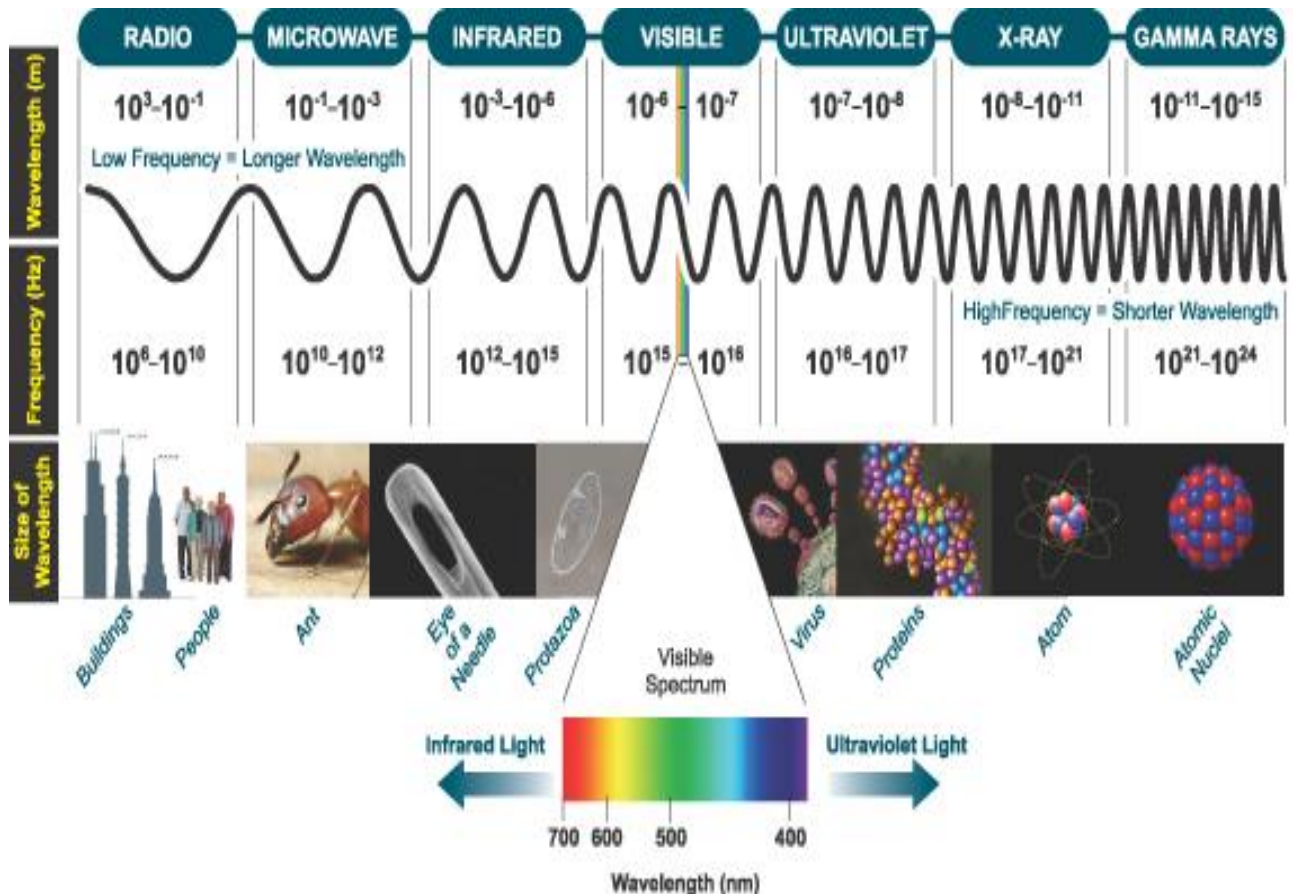 RADIO MICROWAVE INFRARED VISIBLE ULTRAVIOLET X-RAY GAMMA RAYS
Wavelength (m)
10³–10⁻¹ 10⁻¹–10⁻³ 10⁻³–10⁻⁶ 10⁻⁶ – 10⁻⁷ 10⁻⁷–10⁻⁸ 10⁻⁸–10⁻¹¹ 10⁻¹¹–10⁻¹⁵
Low Frequency = Longer Wavelength
HighFrequency = Shorter Wavelength
Frequency (Hz)
10⁶–10¹⁰ 10¹⁰–10¹² 10¹²–10¹⁵ 10¹⁵ – 10¹⁶ 10¹⁶–10¹⁷ 10¹⁷–10²¹ 10²¹–10²⁴
Size of
Wavelength
Buildings
People
Ant
Eye
of a
Needle
Protazoa
Virus
Proteins
Atom
Atomic
Nuclei
Visible
Spectrum
Infrared Light
Ultraviolet Light
700 600 500 400
Wavelength (nm)